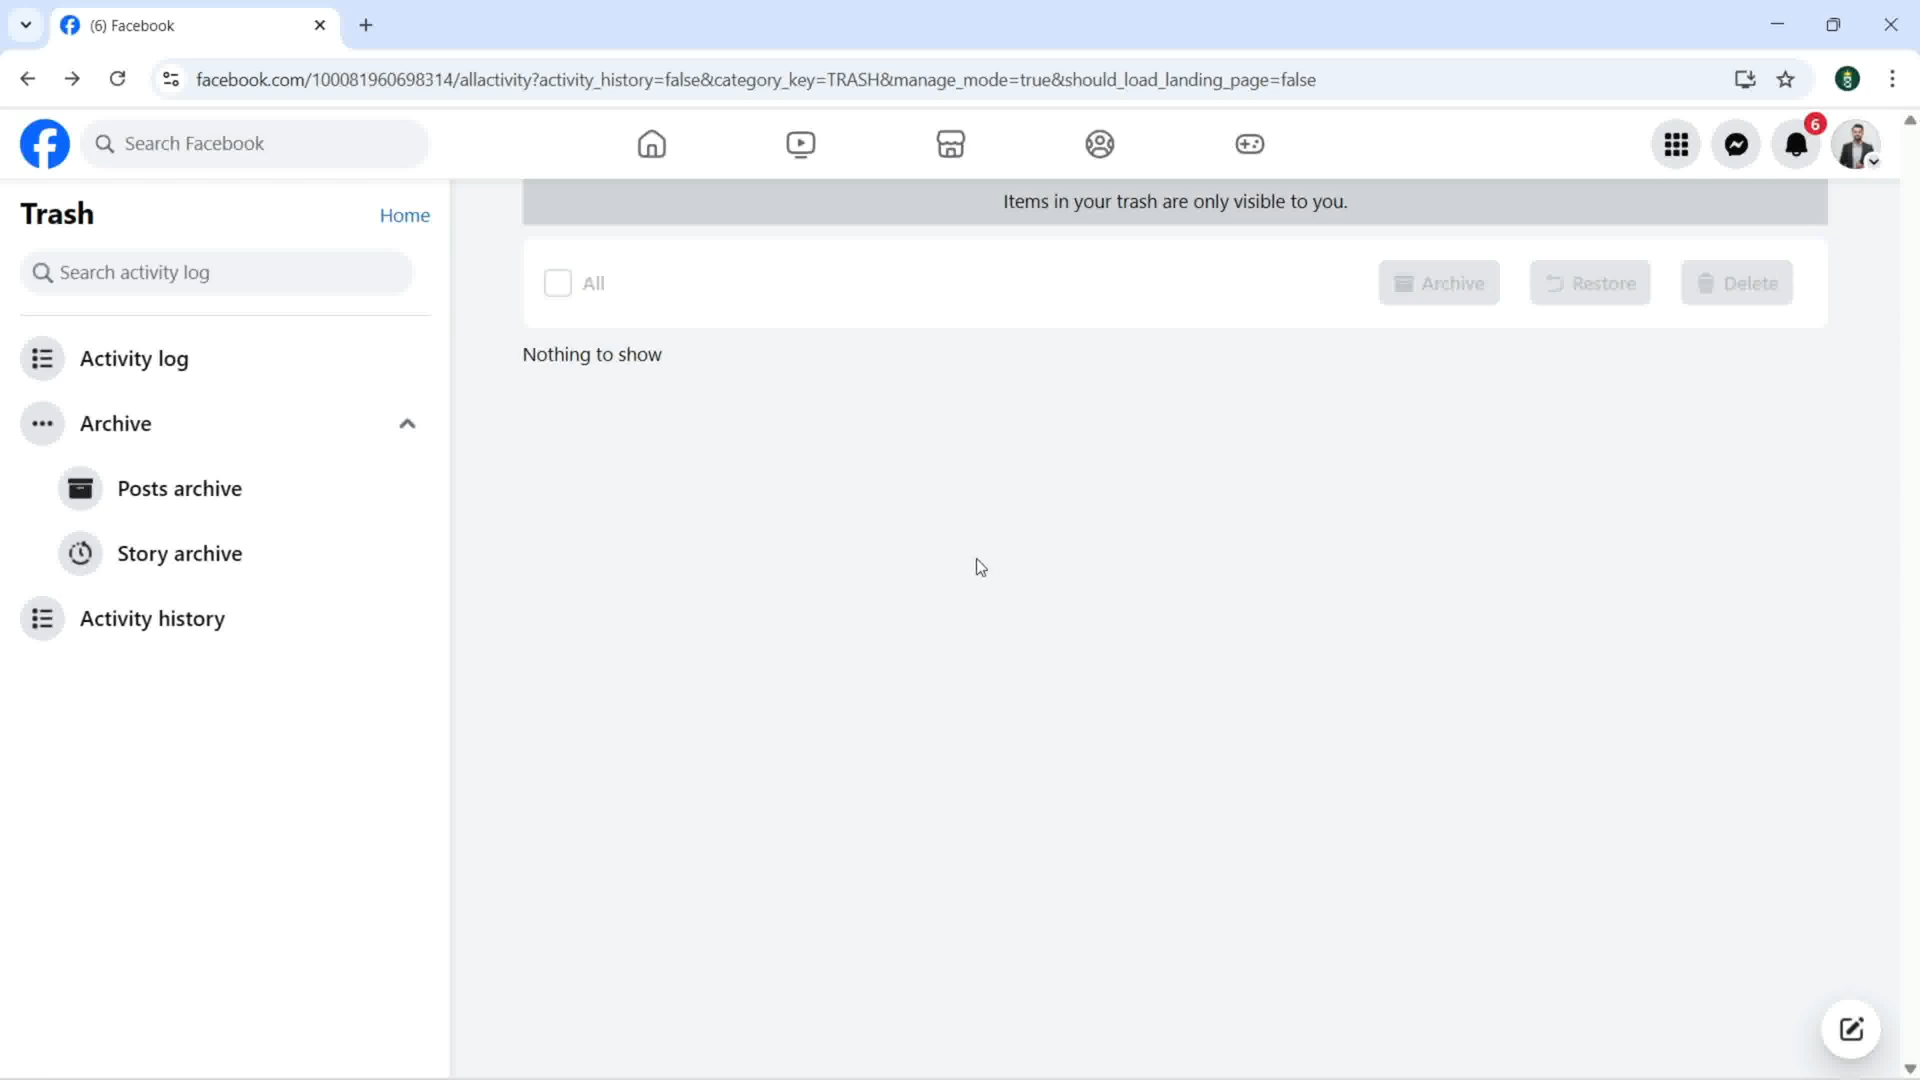 (6) Facebook
facebook.com/100081960698314/allactivity?activity_history=false&category_key=TRASH&manage_mode=true&should_load_landing_page=false
Search Facebook
6
Trash
Home
Search activity log
Activity log
Archive
Posts archive
Story archive
Activity history
Items in your trash are only visible to you.
All
Archive
Restore
Delete
Nothing to show